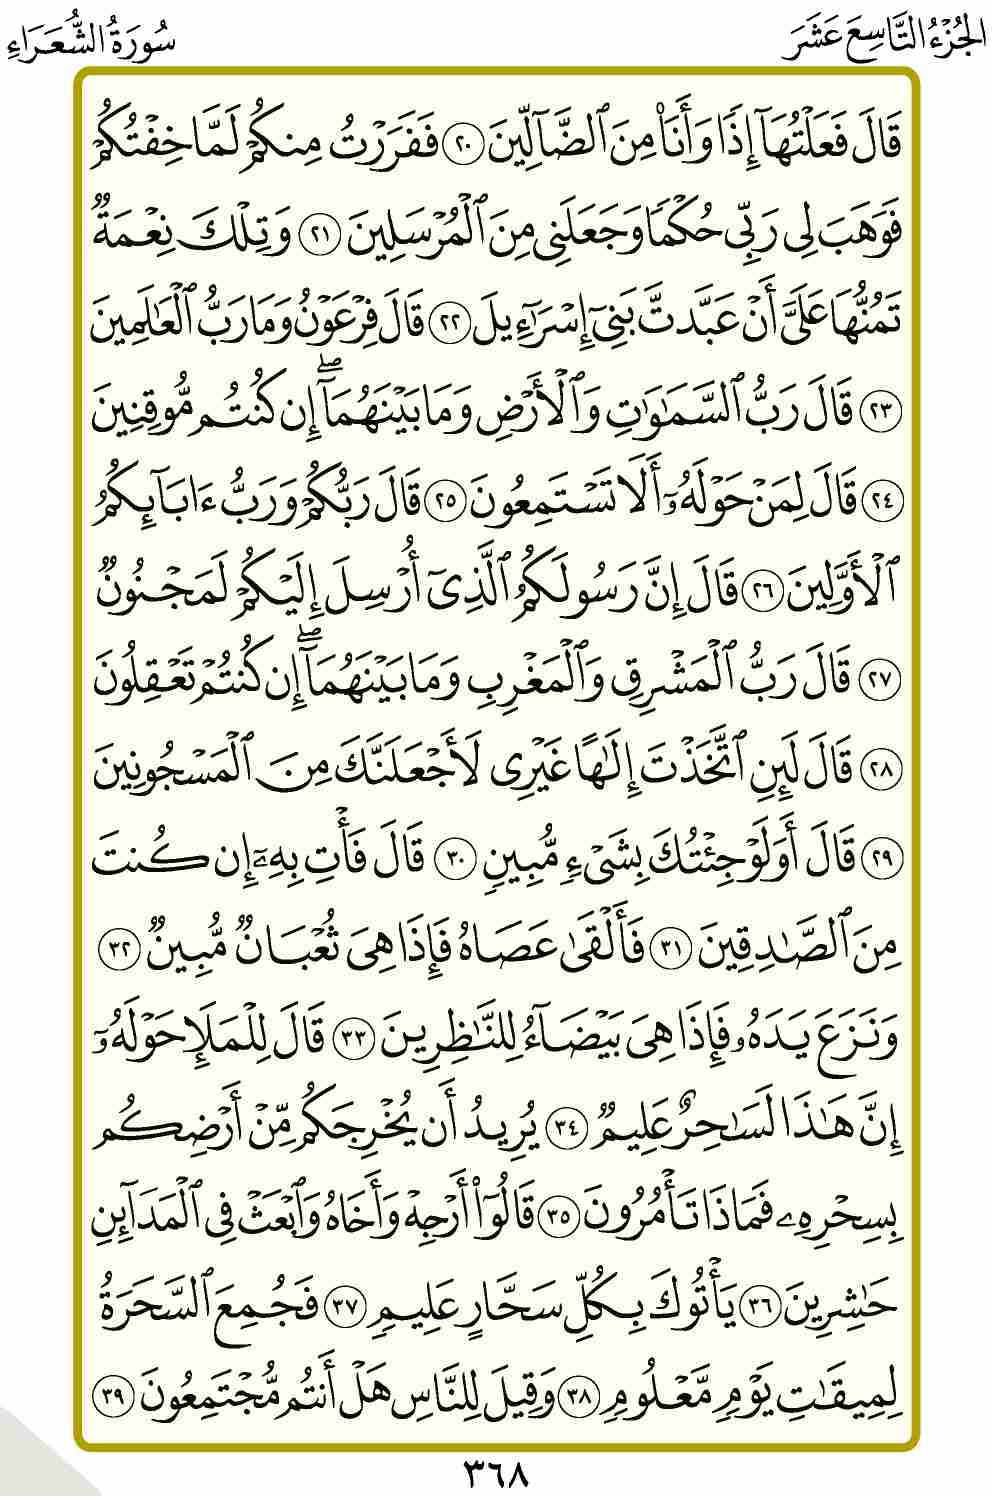 الجُزْءُ التَّاسِعَ عَشَرَ
سُورَةُ الشُّعَرَاءِ
قَالَ فَعَلْتُهَآ إِذٗا وَأَنَا۠ مِنَ ٱلضَّآلِّينَ ٢٠ فَفَرَرۡتُ مِنكُمۡ لَمَّا خِفۡتُكُمۡ
فَوَهَبَ لِي رَبِّي حُكۡمٗا وَجَعَلَنِي مِنَ ٱلۡمُرۡسَلِينَ ٢١ وَتِلۡكَ نِعۡمَةٞ
تَمُنُّهَا عَلَيَّ أَنۡ عَبَّدتَّ بَنِيٓ إِسۡرَٰٓءِيلَ ٢٢ قَالَ فِرۡعَوۡنُ وَمَا رَبُّ ٱلۡعَٰلَمِينَ
٢٣ قَالَ رَبُّ ٱلسَّمَٰوَٰتِ وَٱلۡأَرۡضِ وَمَا بَيۡنَهُمَآۖ إِن كُنتُم مُّوقِنِينَ
٢٤ قَالَ لِمَنۡ حَوۡلَهُۥٓ أَلَا تَسۡتَمِعُونَ ٢٥ قَالَ رَبُّكُمۡ وَرَبُّ ءَابَآئِكُمُ
ٱلۡأَوَّلِينَ ٢٦ قَالَ إِنَّ رَسُولَكُمُ ٱلَّذِيٓ أُرۡسِلَ إِلَيۡكُمۡ لَمَجۡنُونٞ
٢٧ قَالَ رَبُّ ٱلۡمَشۡرِقِ وَٱلۡمَغۡرِبِ وَمَا بَيۡنَهُمَآۖ إِن كُنتُمۡ تَعۡقِلُونَ
٢٨ قَالَ لَئِنِ ٱتَّخَذۡتَ إِلَٰهًا غَيۡرِي لَأَجۡعَلَنَّكَ مِنَ ٱلۡمَسۡجُونِينَ
٢٩ قَالَ أَوَلَوۡ جِئۡتُكَ بِشَيۡءٖ مُّبِينٖ ٣٠ قَالَ فَأۡتِ بِهِۦٓ إِن كُنتَ
مِنَ ٱلصَّٰدِقِينَ ٣١ فَأَلۡقَىٰ عَصَاهُ فَإِذَا هِيَ ثُعۡبَانٞ مُّبِينٞ ٣٢
وَنَزَعَ يَدَهُۥ فَإِذَا هِيَ بَيۡضَآءُ لِلنَّٰظِرِينَ ٣٣ قَالَ لِلۡمَلَإِ حَوۡلَهُۥٓ
إِنَّ هَٰذَا لَسَٰحِرٌ عَلِيمٞ ٣٤ يُرِيدُ أَن يُخۡرِجَكُم مِّنۡ أَرۡضِكُم
بِسِحۡرِهِۦ فَمَاذَا تَأۡمُرُونَ ٣٥ قَالُوٓاْ أَرۡجِهۡ وَأَخَاهُ وَٱبۡعَثۡ فِي ٱلۡمَدَآئِنِ
حَٰشِرِينَ ٣٦ يَأۡتُوكَ بِكُلِّ سَحَّارٍ عَلِيمٖ ٣٧ فَجُمِعَ ٱلسَّحَرَةُ
لِمِيقَٰتِ يَوۡمٖ مَّعۡلُومٖ ٣٨ وَقِيلَ لِلنَّاسِ هَلۡ أَنتُم مُّجۡتَمِعُونَ ٣٩
٣٦٨